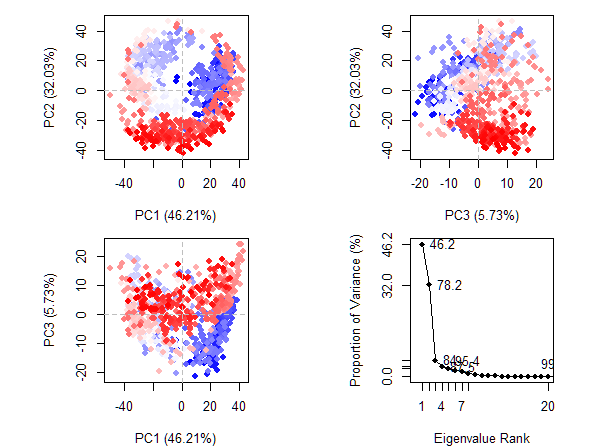 PC2 (32.03%)
-40 -20 0 20 40
-40 0 20 40
PC1 (46.21%)
PC2 (32.03%)
-40 -20 0 20 40
-20 -10 0 10 20
PC3 (5.73%)
PC3 (5.73%)
-20 -10 0 10 20
-40 0 20 40
PC1 (46.21%)
Proportion of Variance (%)
0.0 32.0 46.2
46.2
78.2
99
1 4 7 20
Eigenvalue Rank